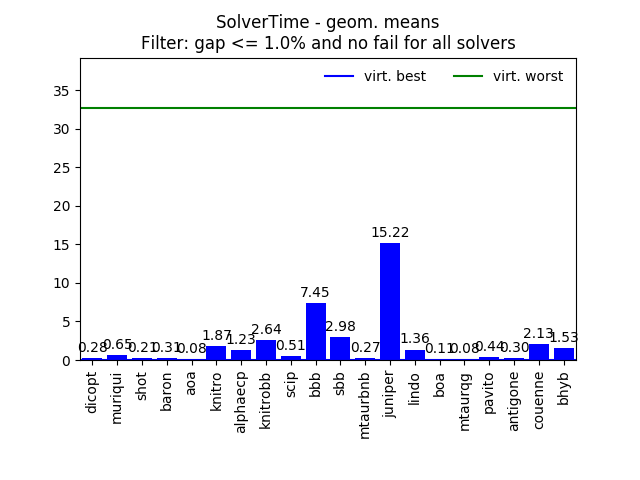 SolverTime - geom. means
Filter: gap <= 1.0% and no fail for all solvers
virt. best
virt. worst
35
30
25
20
15
10
5
0
0.28
0.65
0.21
0.31
0.08
1.87
1.23
2.64
0.51
7.45
2.98
0.27
15.22
1.36
0.11
0.08
0.44
0.30
2.13
1.53
dicopt
muriqui
shot
baron
aoa
knitro
alphaecp
knitrobb
scip
bbb
sbb
mtaurbnb
juniper
lindo
boa
mtaurqg
pavito
antigone
couenne
bhyb